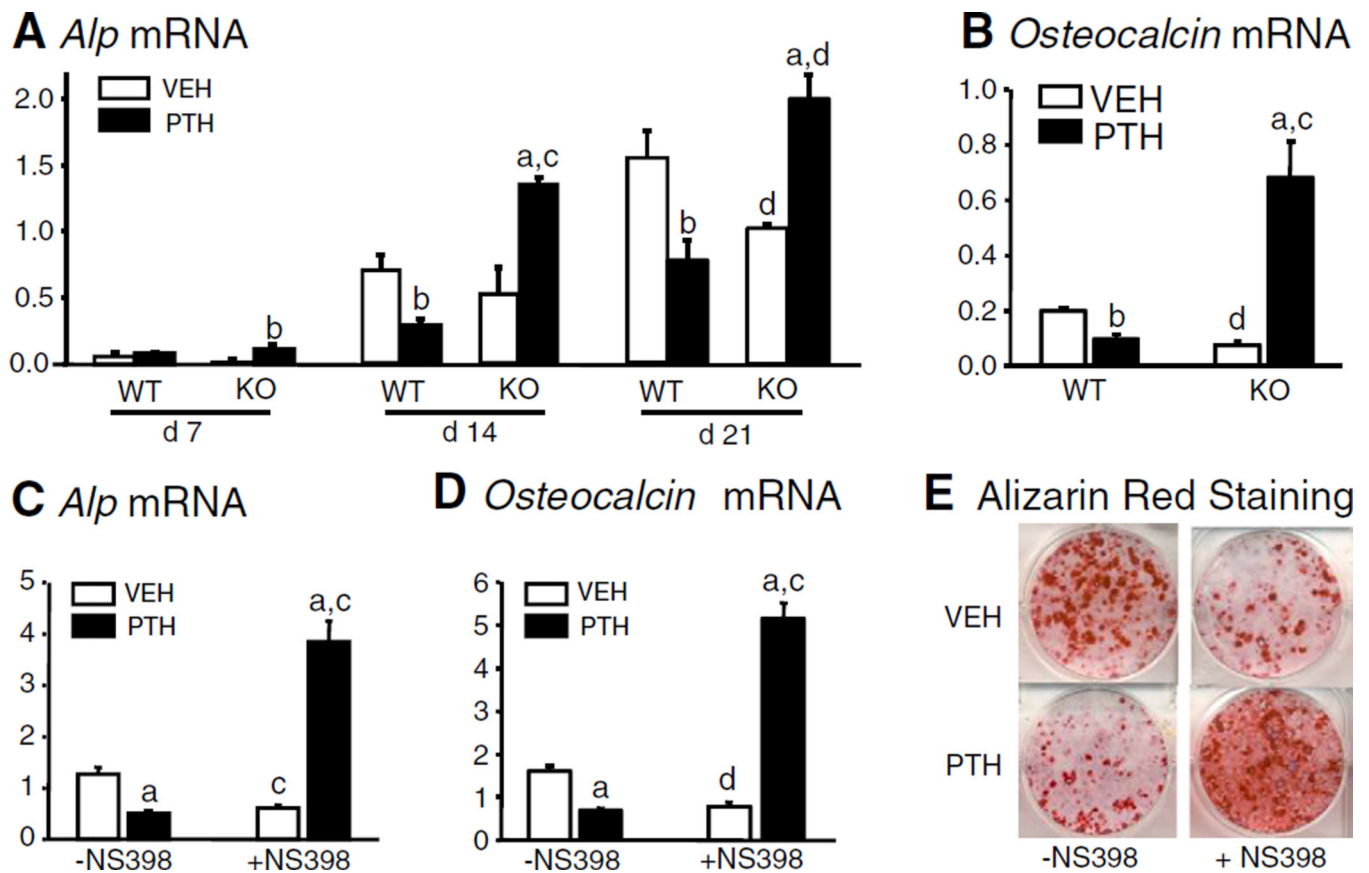 A Alp mRNA
VEH
PTH
2.0
1.5
1.0
0.5
0.0
b
b
a,c
b
d
a,d
WT KO WT KO WT KO
d 7 d 14 d 21
B Osteocalcin mRNA
VEH
PTH
1.0
0.8
0.6
0.4
0.2
0.0
b
d
a,c
WT KO
C Alp mRNA
VEH
PTH
5
4
3
2
1
0
a
c
a,c
-NS398 +NS398
D Osteocalcin mRNA
VEH
PTH
6
5
4
3
2
1
0
a
d
a,c
-NS398 +NS398
E Alizarin Red Staining
VEH
PTH
-NS398 + NS398